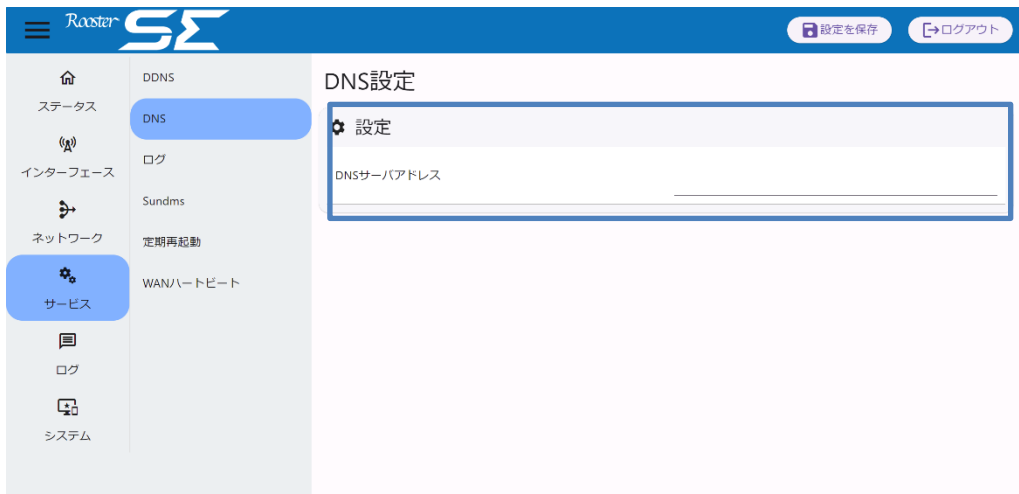 Rooster SE
設定を保存
ログアウト
ステータス
インターフェース
ネットワーク
サービス
ログ
システム
DDNS
DNS
ログ
Sundms
定期再起動
WANハートビート
DNS設定
設定
DNSサーバアドレス